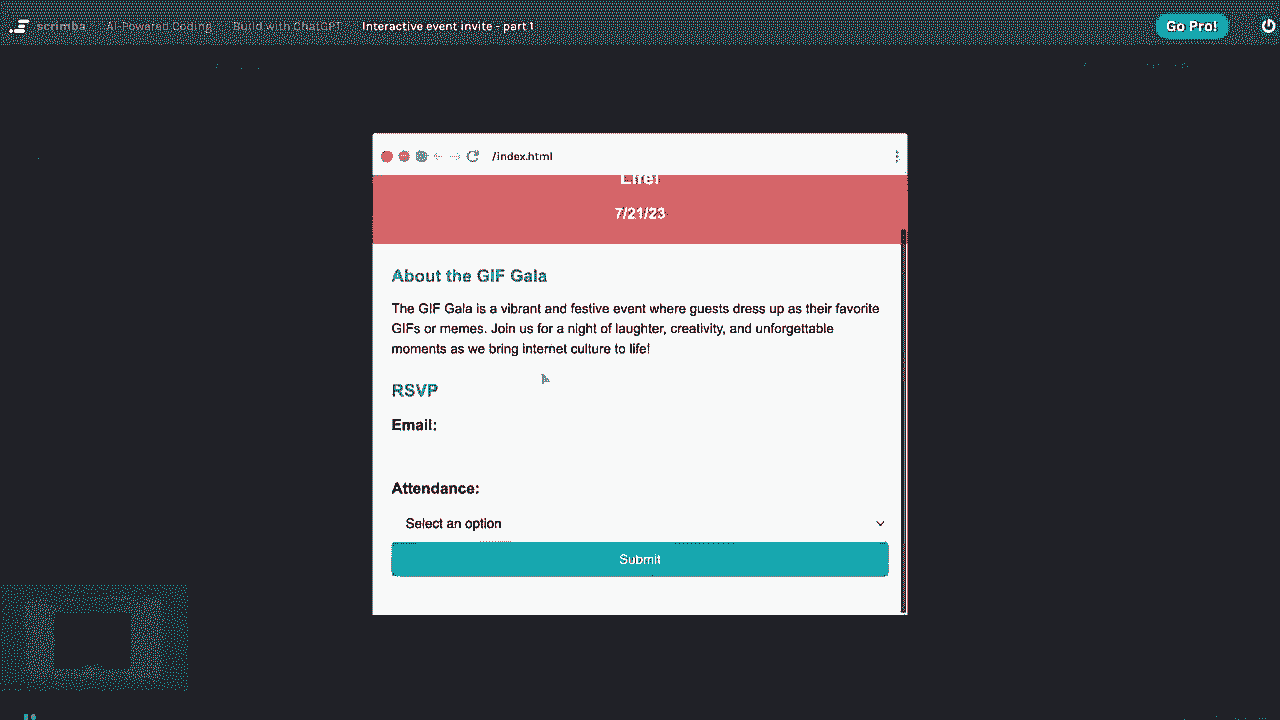 scrimba
AI-Powered Coding
Build with ChatGPT
Interactive event invite - part 1
Go Pro!
/index.html
Life!
7/21/23
About the GIF Gala
The GIF Gala is a vibrant and festive event where guests dress up as their favorite
GIFs or memes. Join us for a night of laughter, creativity, and unforgettable
moments as we bring internet culture to life!
RSVP
Email:
Attendance:
Select an option
Submit